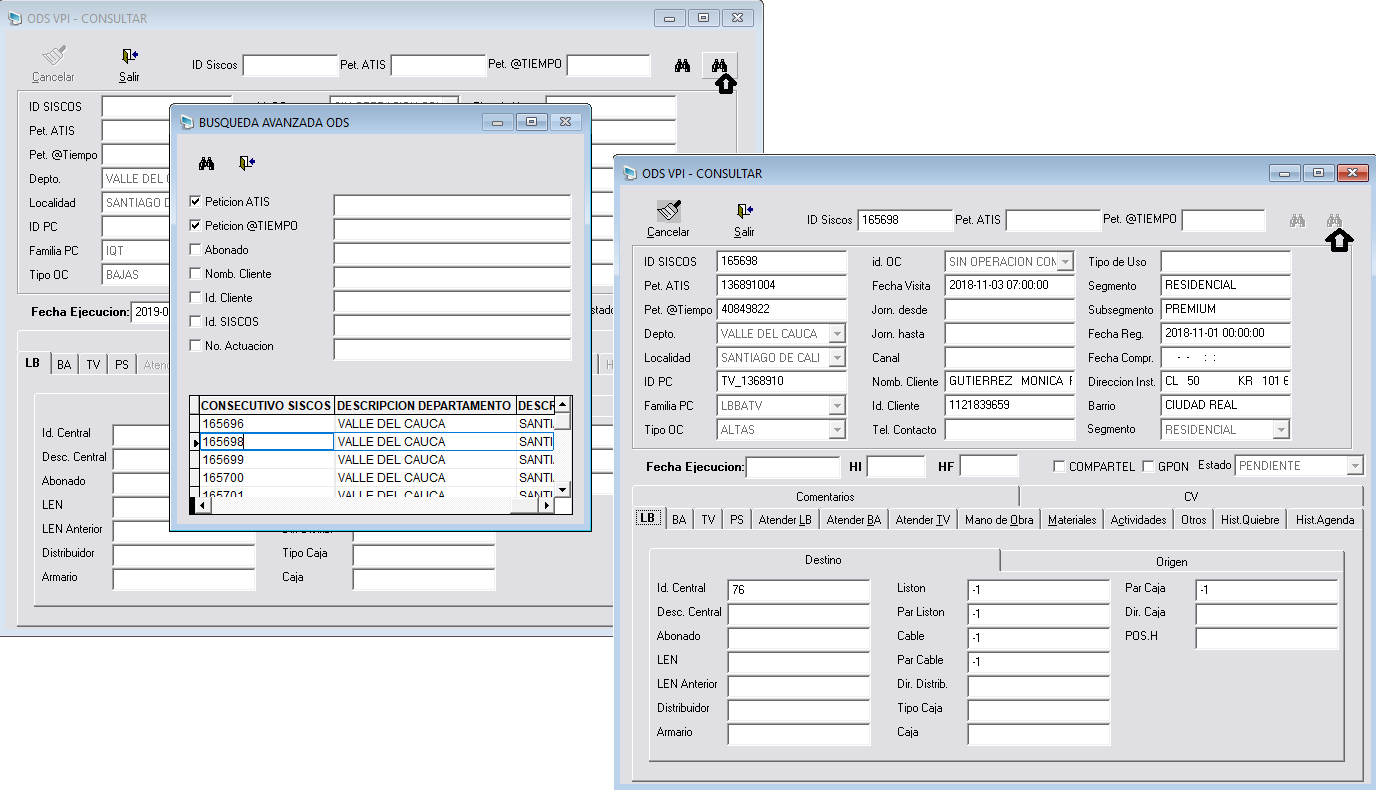 ODS VPI - CONSULTAR
Cancelar
Salir
ID Siscos
Pet. ATIS
Pet. @TIEMPO
ID SISCOS
Pet. ATIS
Pet. @Tiempo
Depto.
VALLE DEL
Localidad
SANTIAGO D
ID PC
Familia PC
IQT
Tipo OC
BAJAS
Fecha Ejecucion:
2019-0
LB
BA
TV
PS
Id. Central
Desc. Central
Abonado
LEN
LEN Anterior
Distribuidor
Tipo Caja
Armario
Caja
BUSQUEDA AVANZADA ODS
Peticion ATIS
Peticion @TIEMPO
Abonado
Nomb. Cliente
Id. Cliente
Id. SISCOS
No. Actuacion
CONSECUTIVO SISCOS DESCRIPCION DEPARTAMENTO DESCR
165696 VALLE DEL CAUCA SANTI
165698 VALLE DEL CAUCA SANTI
165699 VALLE DEL CAUCA SANTI
165700 VALLE DEL CAUCA SANTI
165701 VALLE DEL CAUCA SANTI
ODS VPI - CONSULTAR
Cancelar
Salir
ID Siscos 165698 Pet. ATIS Pet. @TIEMPO
ID SISCOS 165698 id. OC SIN OPERACION CON Tipo de Uso
Pet. ATIS 136891004 Fecha Visita 2018-11-03 07:00:00 Segmento RESIDENCIAL
Pet. @Tiempo 40849822 Jorn. desde Subsegmento PREMIUM
Depto. VALLE DEL CAUCA Jorn. hasta Fecha Reg. 2018-11-01 00:00:00
Localidad SANTIAGO DE CALI Canal Fecha Compr. - - : :
ID PC TV_1368910 Nomb. Cliente GUTIERREZ MONICA Direccion Inst. CL 50 KR 101
Familia PC LBBATV Id. Cliente 1121839659 Barrio CIUDAD REAL
Tipo OC ALTAS Tel. Contacto Segmento RESIDENCIAL
Fecha Ejecucion: HI HF COMPARTEL GPON Estado PENDIENTE
Comentarios CV
LB BA TV PS Atender LB Atender BA Atender TV Mano de Obra Materiales Actividades Otros Hist.Quiebre Hist.Agenda
Destino Origen
Id. Central 76 Liston -1 Par Caja -1
Desc. Central Par Liston -1 Dir. Caja
Abonado Cable -1 POS.H
LEN Par Cable -1
LEN Anterior Dir. Distrib.
Distribuidor Tipo Caja
Armario Caja